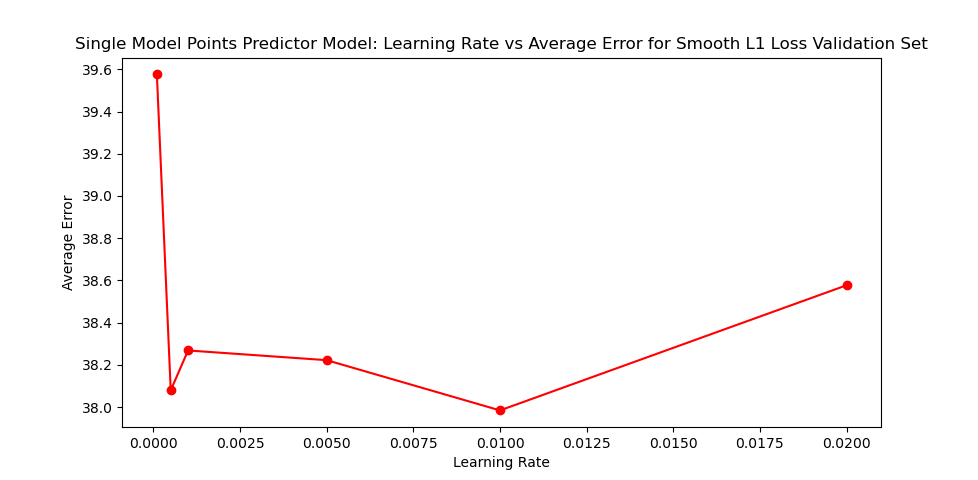 Single Model Points Predictor Model: Learning Rate vs Average Error for Smooth L1 Loss Validation Set
39.6
39.4
39.2
39.0
38.8
38.6
38.4
38.2
38.0
Average Error
0.0000 0.0025 0.0050 0.0075 0.0100 0.0125 0.0150 0.0175 0.0200
Learning Rate